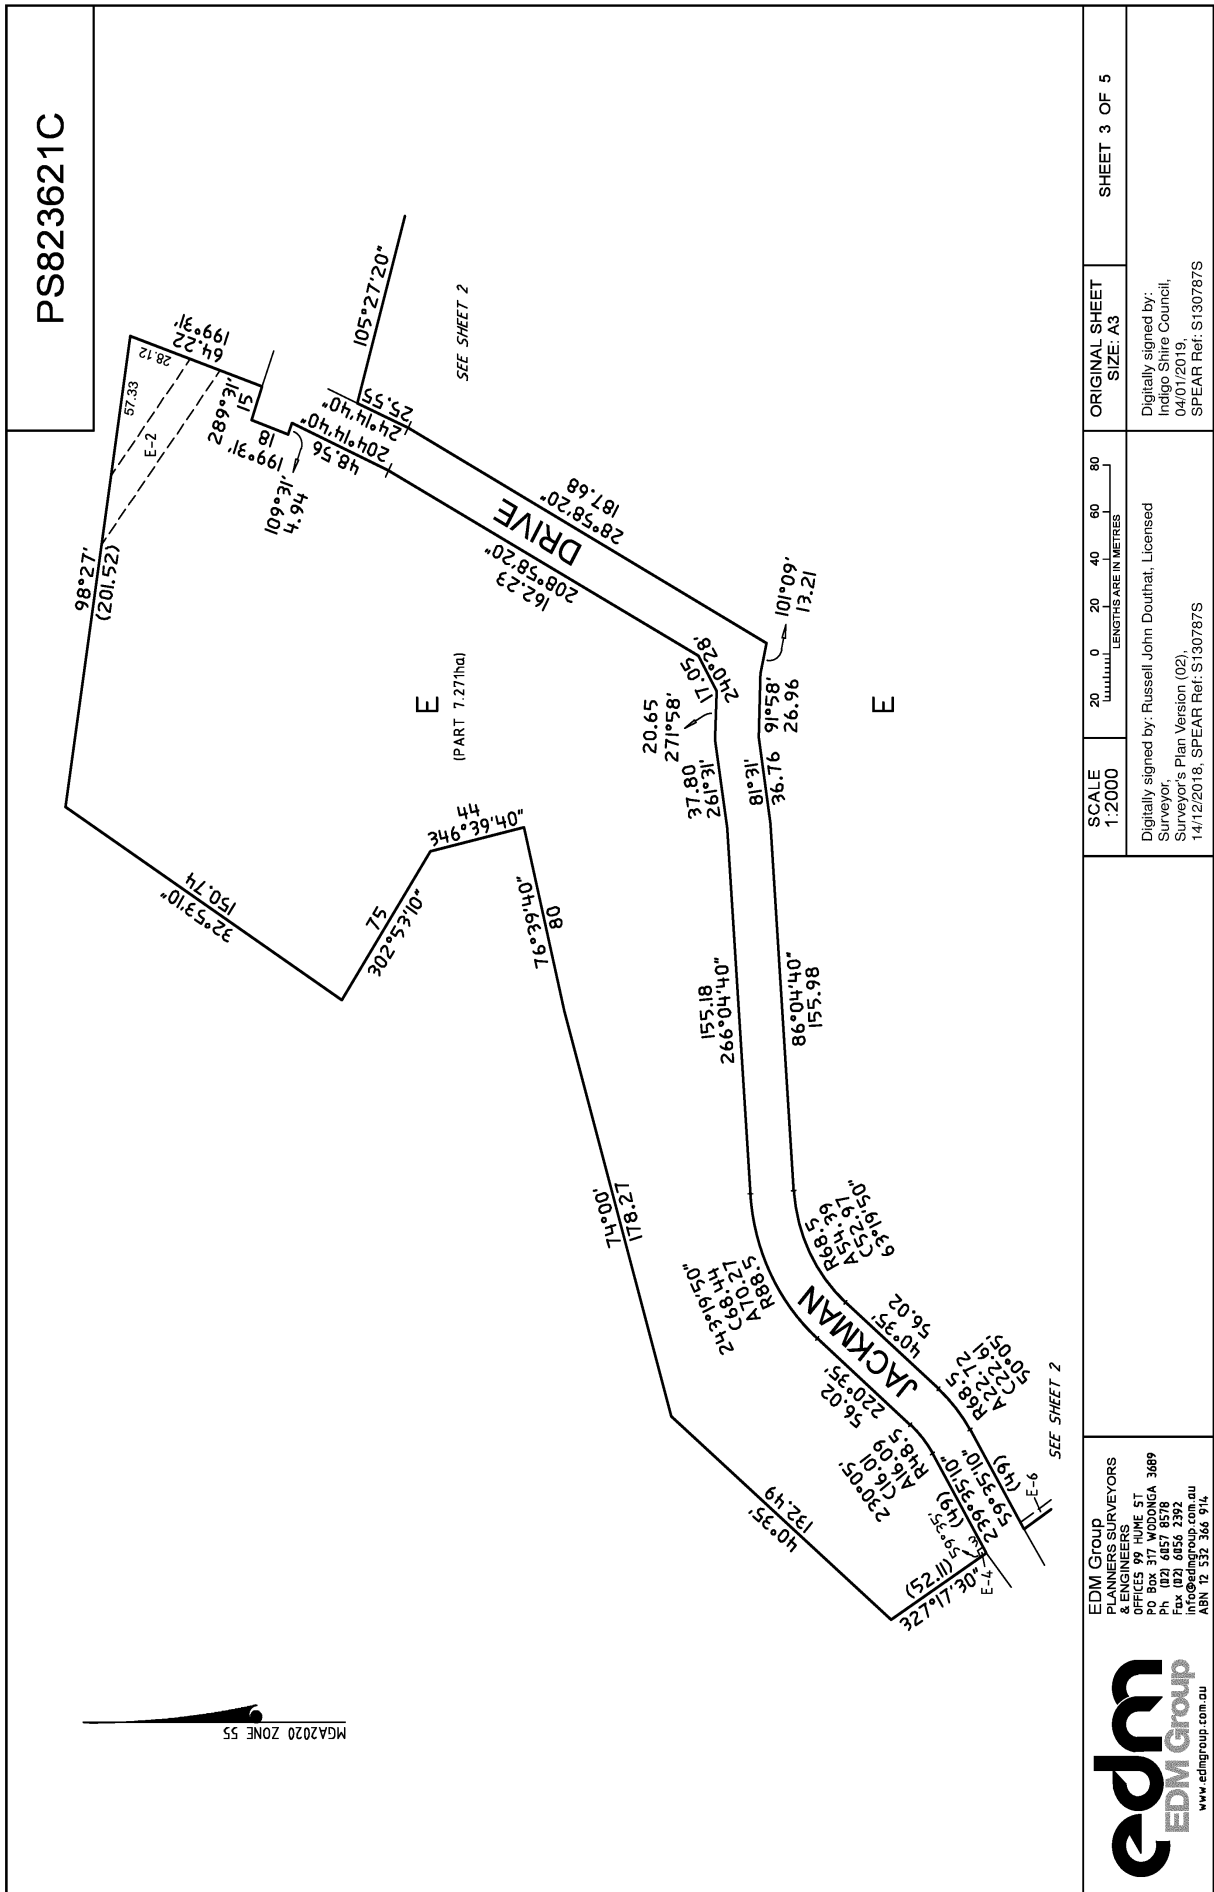 PS823621C
98°27'
(201.52)
57.33
28.12
E-2
64.22
199°31'
289°31'
15
18
199°31'
109°31'
4.94
48.56
204°14'40"
24°14'40"
25.55
105°27'20"
SEE SHEET 2
DRIVE
162.23
208°58'20"
28°58'20"
187.68
32°53'10"
150.74
75
302°53'10"
44
346°39'40"
76°39'40"
80
E
(PART 7.271ha)
17.05
240°28'
20.65
271°58'
37.80
261°31'
81°31'
36.76
91°58'
26.96
101°09'
13.21
E
155.18
266°04'40"
86°04'40"
155.98
74°00'
178.27
243°19'50"
C68.44
A70.27
R88.5
R68.5
A54.39
C52.97
63°19'50"
JACKMAN
56.02
220°35'
40°35'
56.02
230°05'
C16.01
A16.09
R48.5
R68.5
A22.72
C22.61
50°05'
40°35'
132.49
(49)
239°35'10"
59°35'10"
(49)
59°35'
(52.11)
327°17'30"
E-4
E-6
SEE SHEET 2
MGA2020 ZONE 55
edm
EDM Group
www.edmgroup.com.au
EDM Group
PLANNERS SURVEYORS
& ENGINEERS
OFFICES 99 HUME ST
PO Box 317 WODONGA 3689
Ph (02) 6057 8578
Fax (02) 6056 2392
info@edmgroup.com.au
ABN 12 532 366 914
SCALE
1:2000
20 0 20 40 60 80
LENGTHS ARE IN METRES
ORIGINAL SHEET
SIZE: A3
SHEET 3 OF 5
Digitally signed by: Russell John Douthat, Licensed
Surveyor,
Surveyor's Plan Version (02),
14/12/2018, SPEAR Ref: S130787S
Digitally signed by:
Indigo Shire Council,
04/01/2019,
SPEAR Ref: S130787S